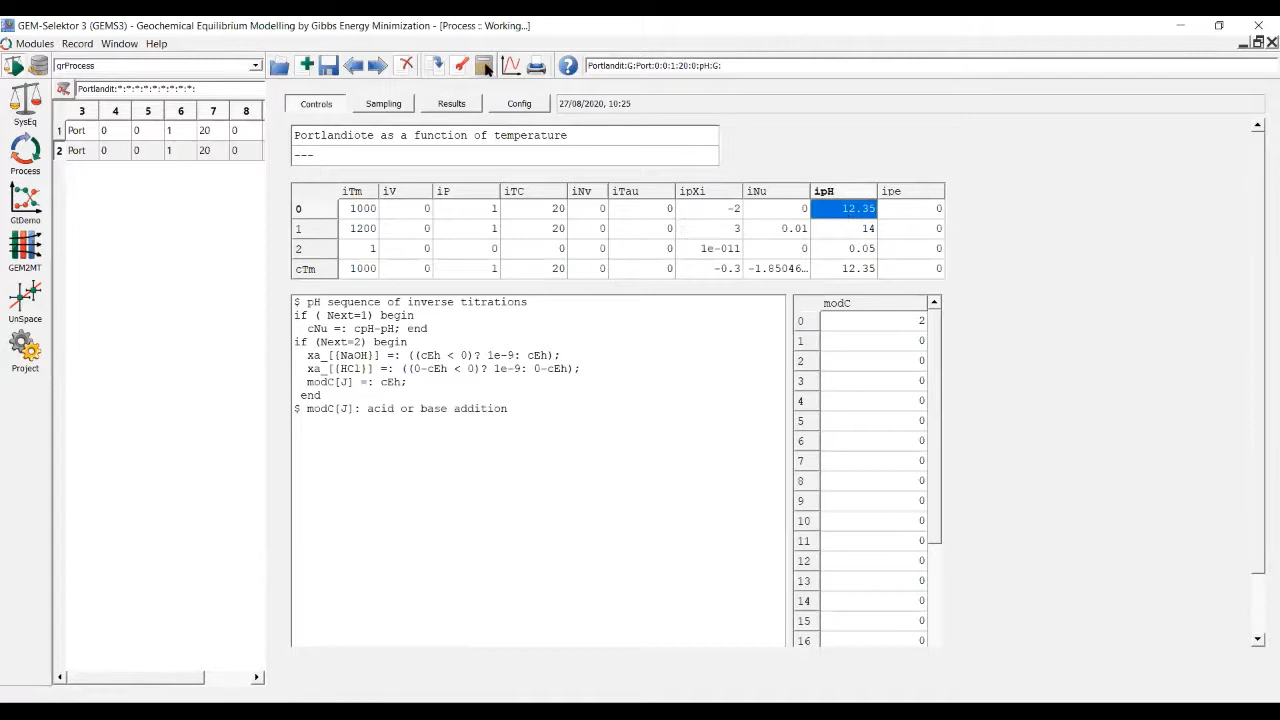 GEM-Selektor 3 (GEMS3) - Geochemical Equilibrium Modelling by Gibbs Energy Minimization - [Process :: Working...]
Modules Record Window Help
grProcess
Portlandit:G:Port:0:0:1:20:0:pH:G:
Portlandit:*:*:*:*:*:*:*:*:*:
Controls Sampling Results Config 27/08/2020, 10:25
3 4 5 6 7 8
1 Port 0 0 1 20 0
2 Port 0 0 1 20 0
SysEq
Process
GtDemo
GEM2MT
UnSpace
Project
Portlandiote as a function of temperature
---
iTm iV iP iTC iNv iTau ipXi iNu ipH ipe
0 1000 0 1 20 0 0 -2 0 12.35 0
1 1200 0 1 20 0 0 3 0.01 14 0
2 1 0 0 0 0 0 1e-011 0 0.05 0
cTm 1000 0 1 20 0 0 -0.3 -1.85046... 12.35 0
$ pH sequence of inverse titrations
if ( Next=1) begin
cNu =: cpH-pH; end
if (Next=2) begin
xa_[{NaOH}] =: ((cEh < 0)? 1e-9: cEh);
xa_[{HCl}] =: ((0-cEh < 0)? 1e-9: 0-cEh);
modC[J] =: cEh;
end
$ modC[J]: acid or base addition
modC
0 2
1 0
2 0
3 0
4 0
5 0
6 0
7 0
8 0
9 0
10 0
11 0
12 0
13 0
14 0
15 0
16 0